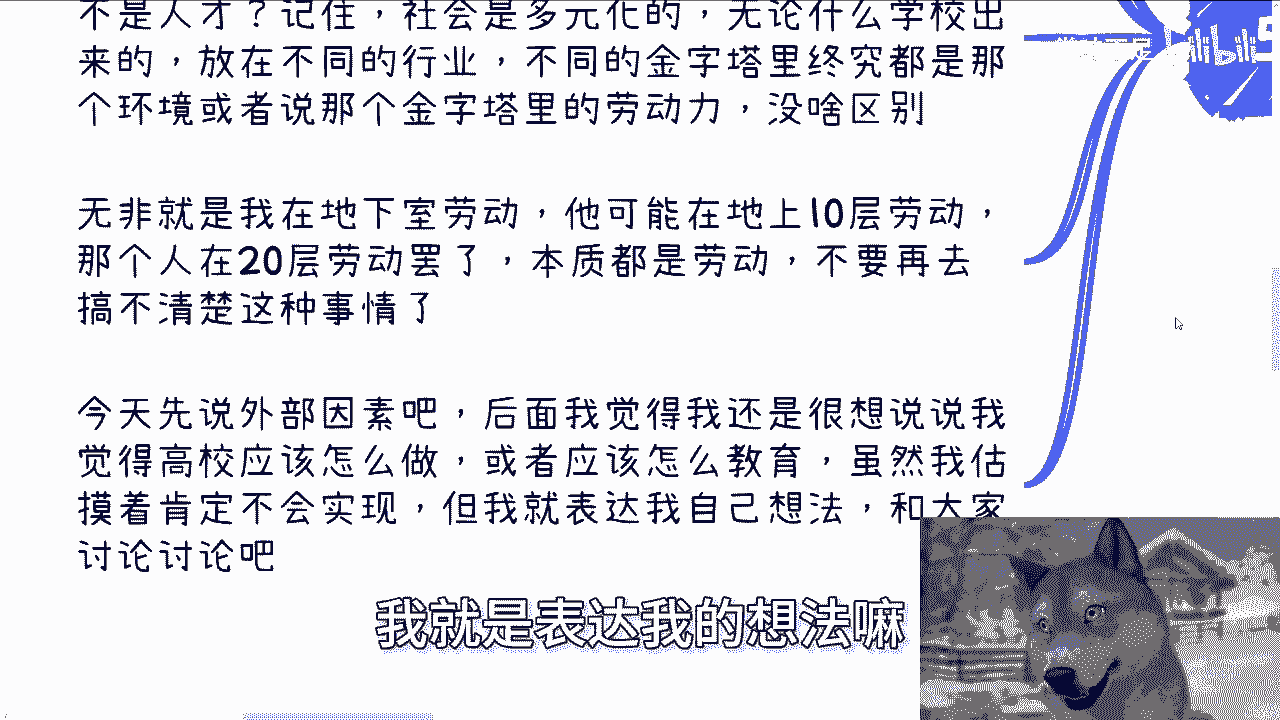 不是人才？记住，社会是多元化的，无论什么学校出
来的，放在不同的行业，不同的金字塔里终究都是那
个环境或者说那个金字塔里的劳动力，没啥区别
无非就是我在地下室劳动，他可能在地上10层劳动，
那个人在20层劳动罢了，本质都是劳动，不要再去
搞不清楚这种事情了
今天先说外部因素吧，后面我觉得我还是很想说说我
觉得高校应该怎么做，或者应该怎么教育，虽然我估
摸着肯定不会实现，但我就表达我自己想法，和大家
讨论讨论吧
我就是表达我的想法嘛